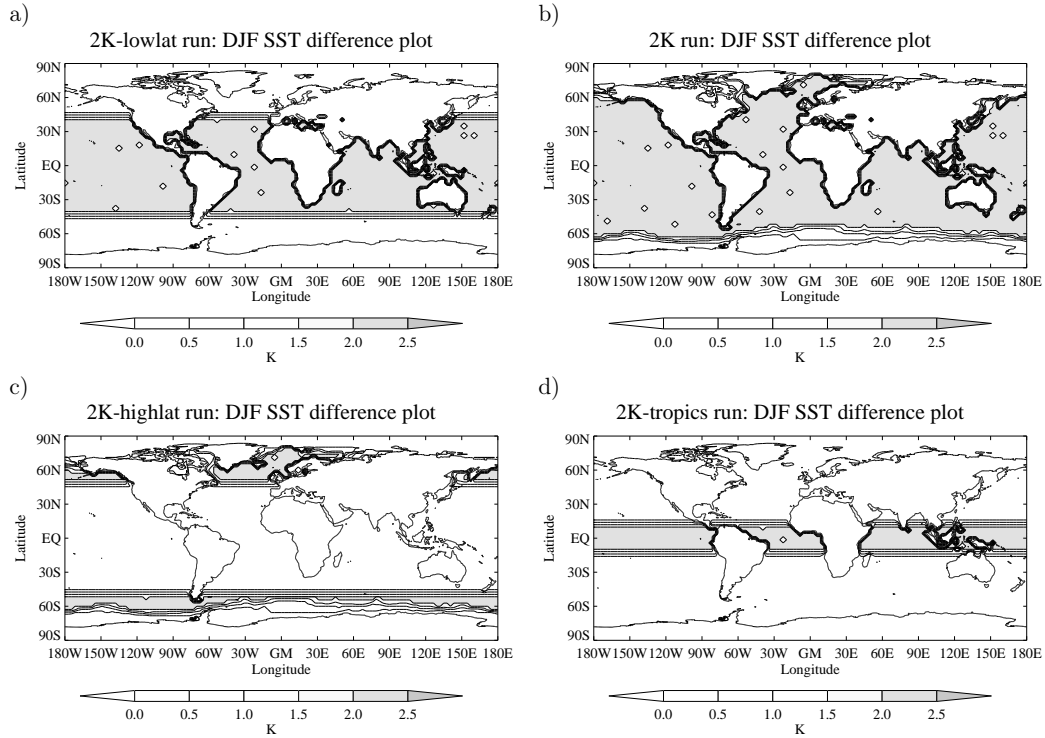 a)
2K-lowlat run: DJF SST difference plot
90N
60N
30N
EQ
30S
60S
90S
Latitude
180W 150W 120W 90W 60W 30W GM 30E 60E 90E 120E 150E 180E
Longitude
0.0 0.5 1.0 1.5 2.0 2.5
K
b)
2K run: DJF SST difference plot
90N
60N
30N
EQ
30S
60S
90S
Latitude
180W 150W 120W 90W 60W 30W GM 30E 60E 90E 120E 150E 180E
Longitude
0.0 0.5 1.0 1.5 2.0 2.5
K
c)
2K-highlat run: DJF SST difference plot
90N
60N
30N
EQ
30S
60S
90S
Latitude
180W 150W 120W 90W 60W 30W GM 30E 60E 90E 120E 150E 180E
Longitude
0.0 0.5 1.0 1.5 2.0 2.5
K
d)
2K-tropics run: DJF SST difference plot
90N
60N
30N
EQ
30S
60S
90S
Latitude
180W 150W 120W 90W 60W 30W GM 30E 60E 90E 120E 150E 180E
Longitude
0.0 0.5 1.0 1.5 2.0 2.5
K